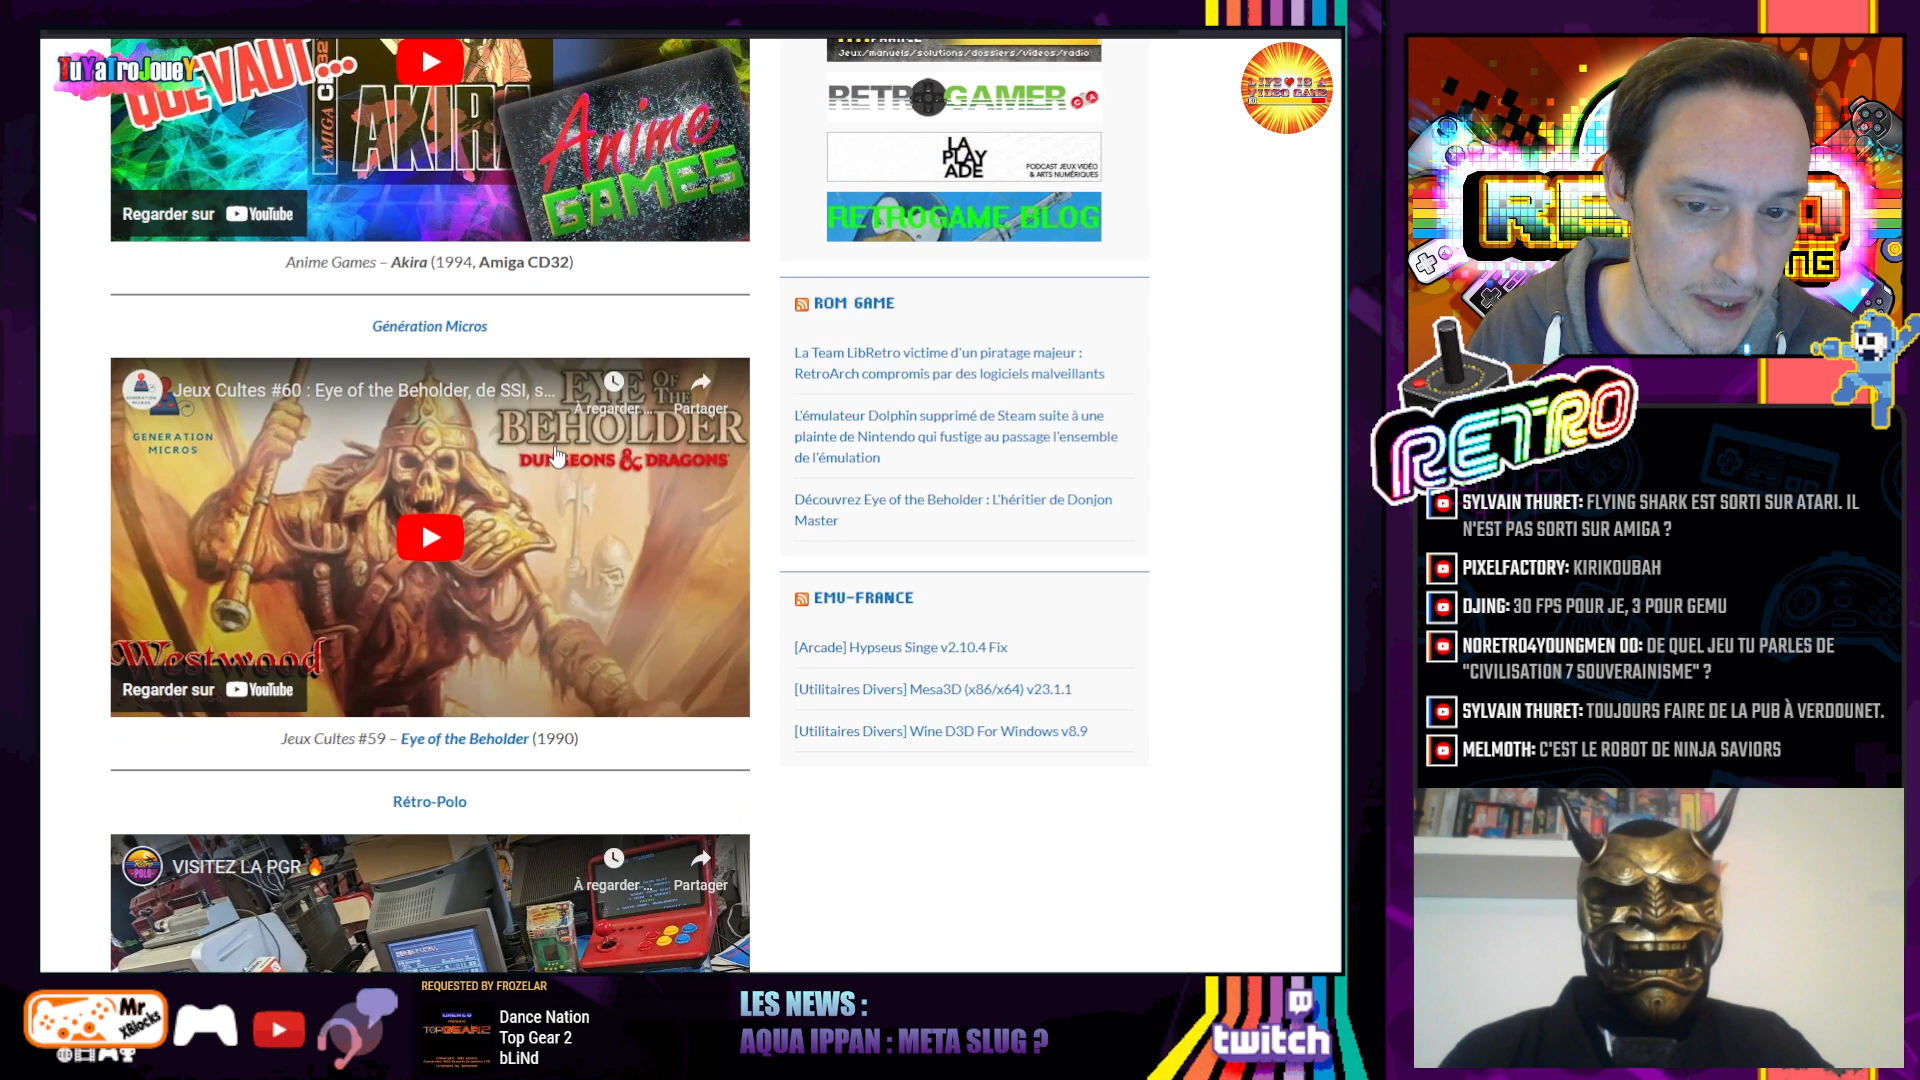 TuYaTroJoueY
QUE VAUT...
AMIGA CD32
AKIRA
Anime
GAMES
Regarder sur YouTube
Anime Games – Akira (1994, Amiga CD32)
Génération Micros
Jeux Cultes #60 : Eye of the Beholder, de SSI, s...
À regarder ...
Partager
GENERATION
MICROS
EYE OF THE
BEHOLDER
DUNGEONS & DRAGONS
Westwood
Regarder sur YouTube
Jeux Cultes #59 – Eye of the Beholder (1990)
Rétro-Polo
VISITEZ LA PGR
À regarder ...
Partager
Jeux/manuels/solutions/dossiers/videos/radio
RETROGAMER
LA
PLAY
ADE
PODCAST JEUX VIDÉO
& ARTS NUMÉRIQUES
RETROGAME BLOG
ROM GAME
La Team LibRetro victime d'un piratage majeur :
RetroArch compromis par des logiciels malveillants
L'émulateur Dolphin supprimé de Steam suite à une
plainte de Nintendo qui fustige au passage l'ensemble
de l'émulation
Découvrez Eye of the Beholder : L'héritier de Donjon
Master
EMU-FRANCE
[Arcade] Hypseus Singe v2.10.4 Fix
[Utilitaires Divers] Mesa3D (x86/x64) v23.1.1
[Utilitaires Divers] Wine D3D For Windows v8.9
LIFE IS A
VIDEO GAME
RETRO
SYLVAIN THURET: FLYING SHARK EST SORTI SUR ATARI. IL
N'EST PAS SORTI SUR AMIGA ?
PIXELFACTORY: KIRIKOUBAH
DJING: 30 FPS POUR JE, 3 POUR GEMU
NORETRO4YOUNGMEN OO: DE QUEL JEU TU PARLES DE
"CIVILISATION 7 SOUVERAINISME" ?
SYLVAIN THURET: TOUJOURS FAIRE DE LA PUB À VERDOUNET.
MELMOTH: C'EST LE ROBOT DE NINJA SAVIORS
Mr
XBlocks
REQUESTED BY FROZELAR
TOP GEAR 2
Dance Nation
Top Gear 2
bLiNd
LES NEWS :
AQUA IPPAN : META SLUG ?
twitch